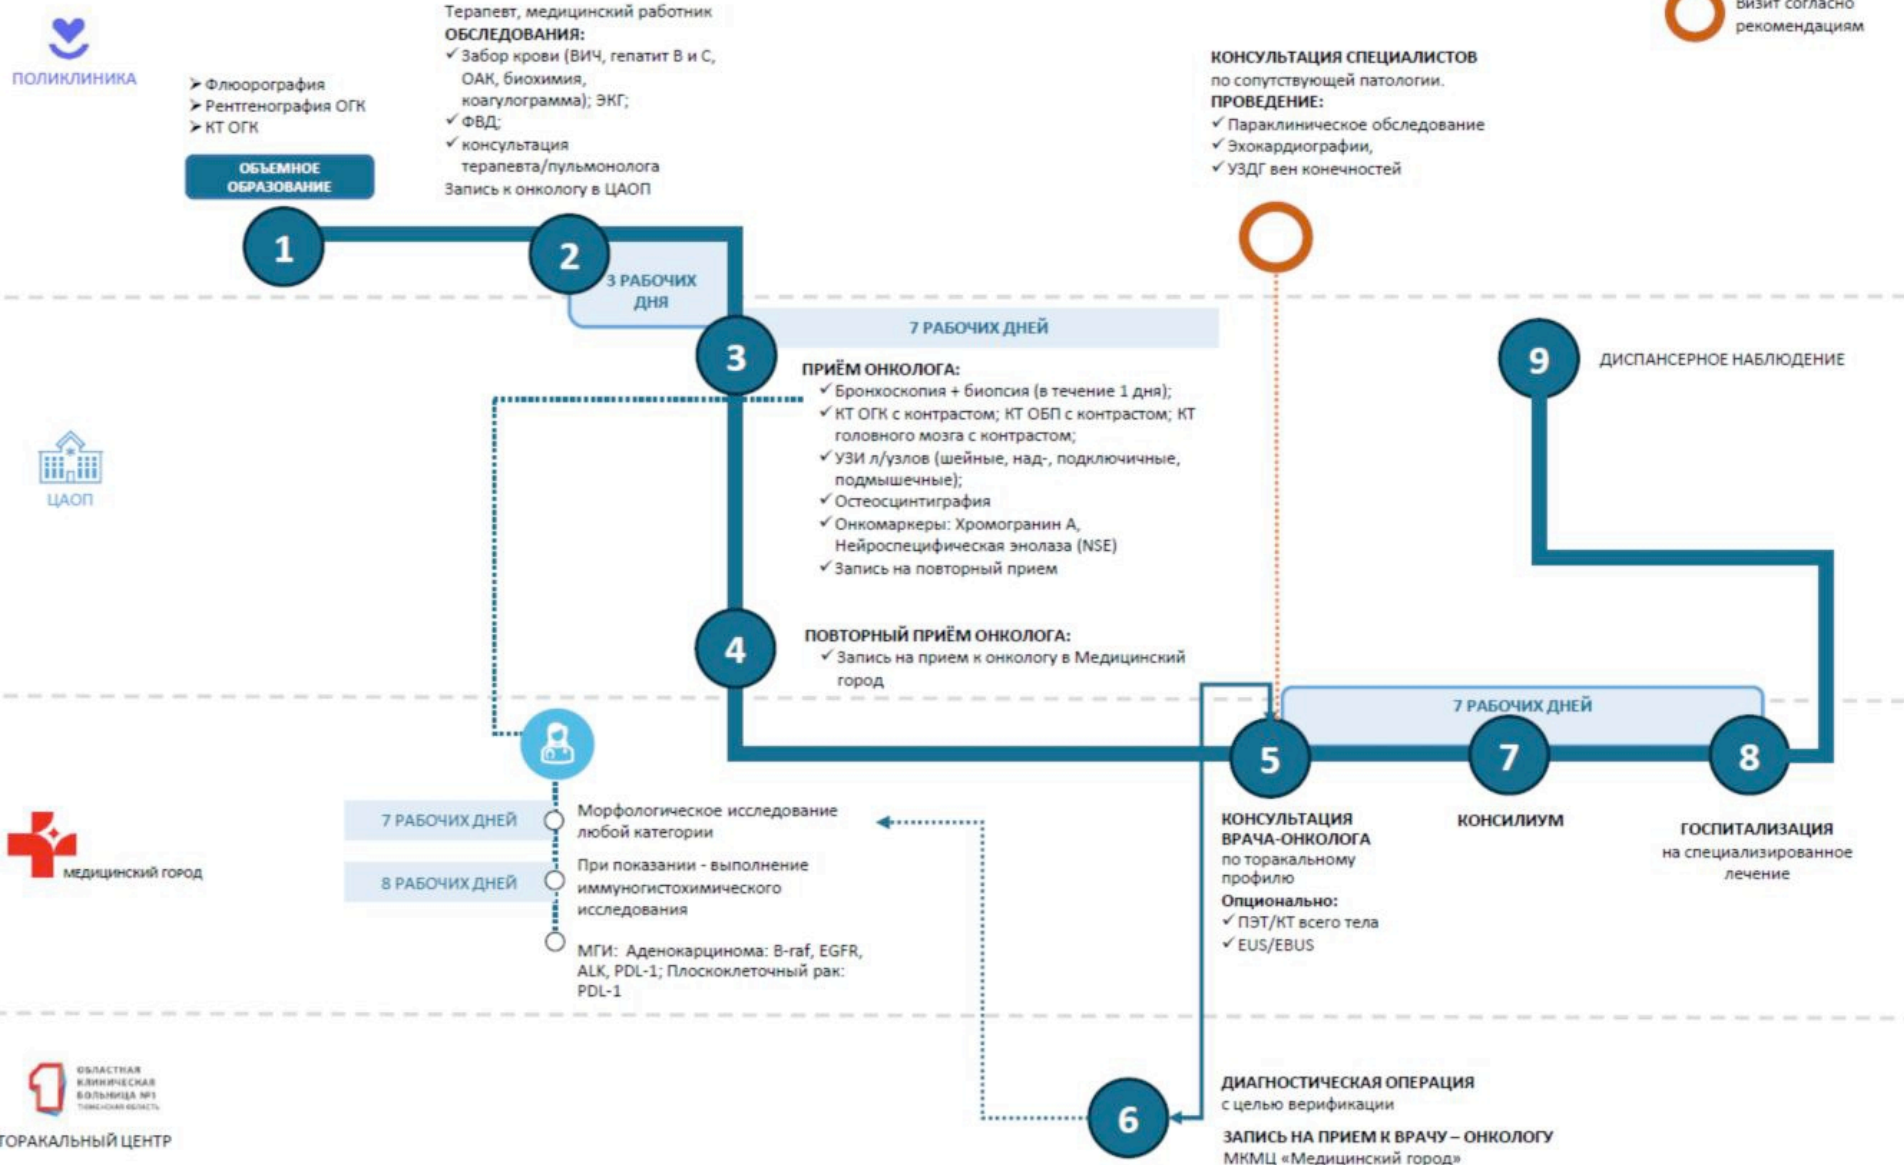 Терапевт, медицинский работник
ОБСЛЕДОВАНИЯ:
✓ Забор крови (ВИЧ, гепатит В и С,
ОАК, биохимия,
коагулограмма); ЭКГ;
✓ ФВД;
✓ консультация
терапевта/пульмонолога
Запись к онкологу в ЦАОП
Визит согласно
рекомендациям
ПОЛИКЛИНИКА
➢ Флюорография
➢ Рентгенография ОГК
➢ КТ ОГК
ОБЪЕМНОЕ
ОБРАЗОВАНИЕ
КОНСУЛЬТАЦИЯ СПЕЦИАЛИСТОВ
по сопутствующей патологии.
ПРОВЕДЕНИЕ:
✓ Параклиническое обследование
✓ Эхокардиографии,
✓ УЗДГ вен конечностей
1
2
3 РАБОЧИХ
ДНЯ
3
7 РАБОЧИХ ДНЕЙ
ПРИЁМ ОНКОЛОГА:
✓ Бронхоскопия + биопсия (в течение 1 дня);
✓ КТ ОГК с контрастом; КТ ОБП с контрастом; КТ
головного мозга с контрастом;
✓ УЗИ л/узлов (шейные, над-, подключичные,
подмышечные);
✓ Остеосцинтиграфия
✓ Онкомаркеры: Хромогранин А,
Нейроспецифическая энолаза (NSE)
✓ Запись на повторный прием
9
ДИСПАНСЕРНОЕ НАБЛЮДЕНИЕ
ЦАОП
4
ПОВТОРНЫЙ ПРИЁМ ОНКОЛОГА:
✓ Запись на прием к онкологу в Медицинский
город
7 РАБОЧИХ ДНЕЙ
5
7
8
КОНСУЛЬТАЦИЯ
ВРАЧА-ОНКОЛОГА
по торакальному
профилю
Опционально:
✓ ПЭТ/КТ всего тела
✓ EUS/EBUS
КОНСИЛИУМ
ГОСПИТАЛИЗАЦИЯ
на специализированное
лечение
МЕДИЦИНСКИЙ ГОРОД
7 РАБОЧИХ ДНЕЙ
Морфологическое исследование
любой категории
8 РАБОЧИХ ДНЕЙ
При показании - выполнение
иммуногистохимического
исследования
МГИ: Аденокарцинома: B-raf, EGFR,
ALK, PDL-1; Плоскоклеточный рак:
PDL-1
1
ОБЛАСТНАЯ
КЛИНИЧЕСКАЯ
БОЛЬНИЦА №1
ТЮМЕНСКАЯ ОБЛАСТЬ
ТОРАКАЛЬНЫЙ ЦЕНТР
6
ДИАГНОСТИЧЕСКАЯ ОПЕРАЦИЯ
с целью верификации
ЗАПИСЬ НА ПРИЕМ К ВРАЧУ – ОНКОЛОГУ
МКМЦ «Медицинский город»